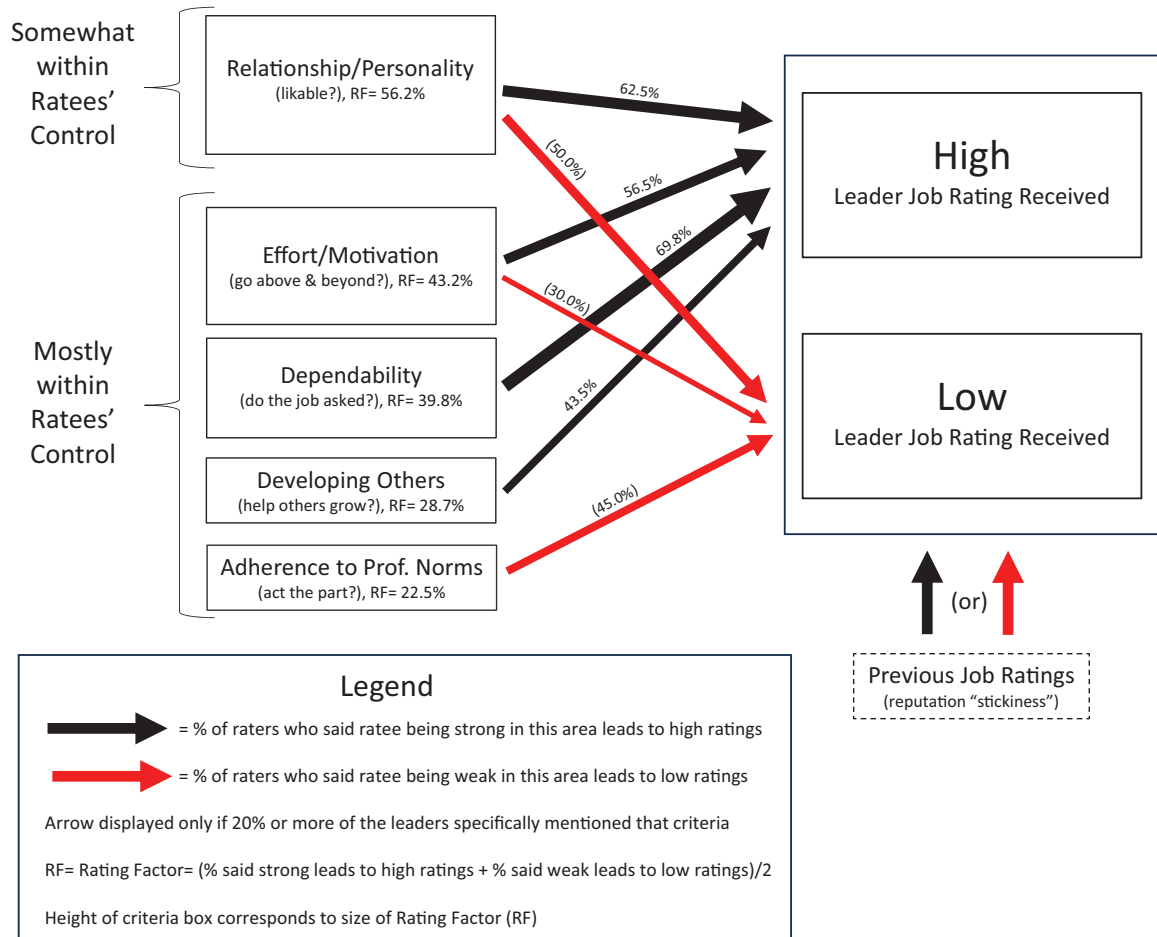 Somewhat
within
Ratees’
Control
Relationship/Personality
(likable?), RF= 56.2%
Mostly
within
Ratees’
Control
Effort/Motivation
(go above & beyond?), RF= 43.2%
Dependability
(do the job asked?), RF= 39.8%
Developing Others
(help others grow?), RF= 28.7%
Adherence to Prof. Norms
(act the part?), RF= 22.5%
62.5%
(50.0%)
56.5%
69.8%
(30.0%)
43.5%
(45.0%)
High
Leader Job Rating Received
Low
Leader Job Rating Received
(or)
Previous Job Ratings
(reputation “stickiness”)
Legend
= % of raters who said ratee being strong in this area leads to high ratings
= % of raters who said ratee being weak in this area leads to low ratings
Arrow displayed only if 20% or more of the leaders specifically mentioned that criteria
RF= Rating Factor= (% said strong leads to high ratings + % said weak leads to low ratings)/2
Height of criteria box corresponds to size of Rating Factor (RF)